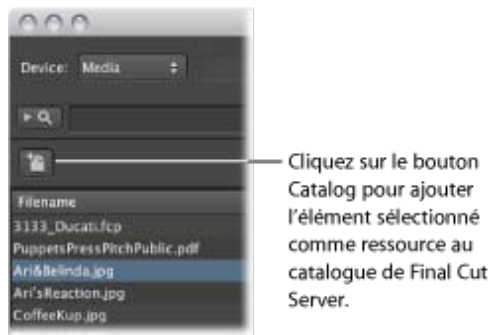 Device: Media
Cliquez sur le bouton
Catalog pour ajouter
l'élément sélectionné
comme ressource au
catalogue de Final Cut
Server.
Filename
3133_Ducati.fcp
PuppetsPressPitchPublic.pdf
Ari&Belinda.jpg
Ari'sReaction.jpg
CoffeeKup.jpg